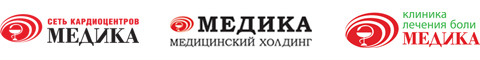 СЕТЬ КАРДИОЦЕНТРОВ
МЕДИКА
МЕДИКА
МЕДИЦИНСКИЙ ХОЛДИНГ
клиника
лечения боли
МЕДИКА